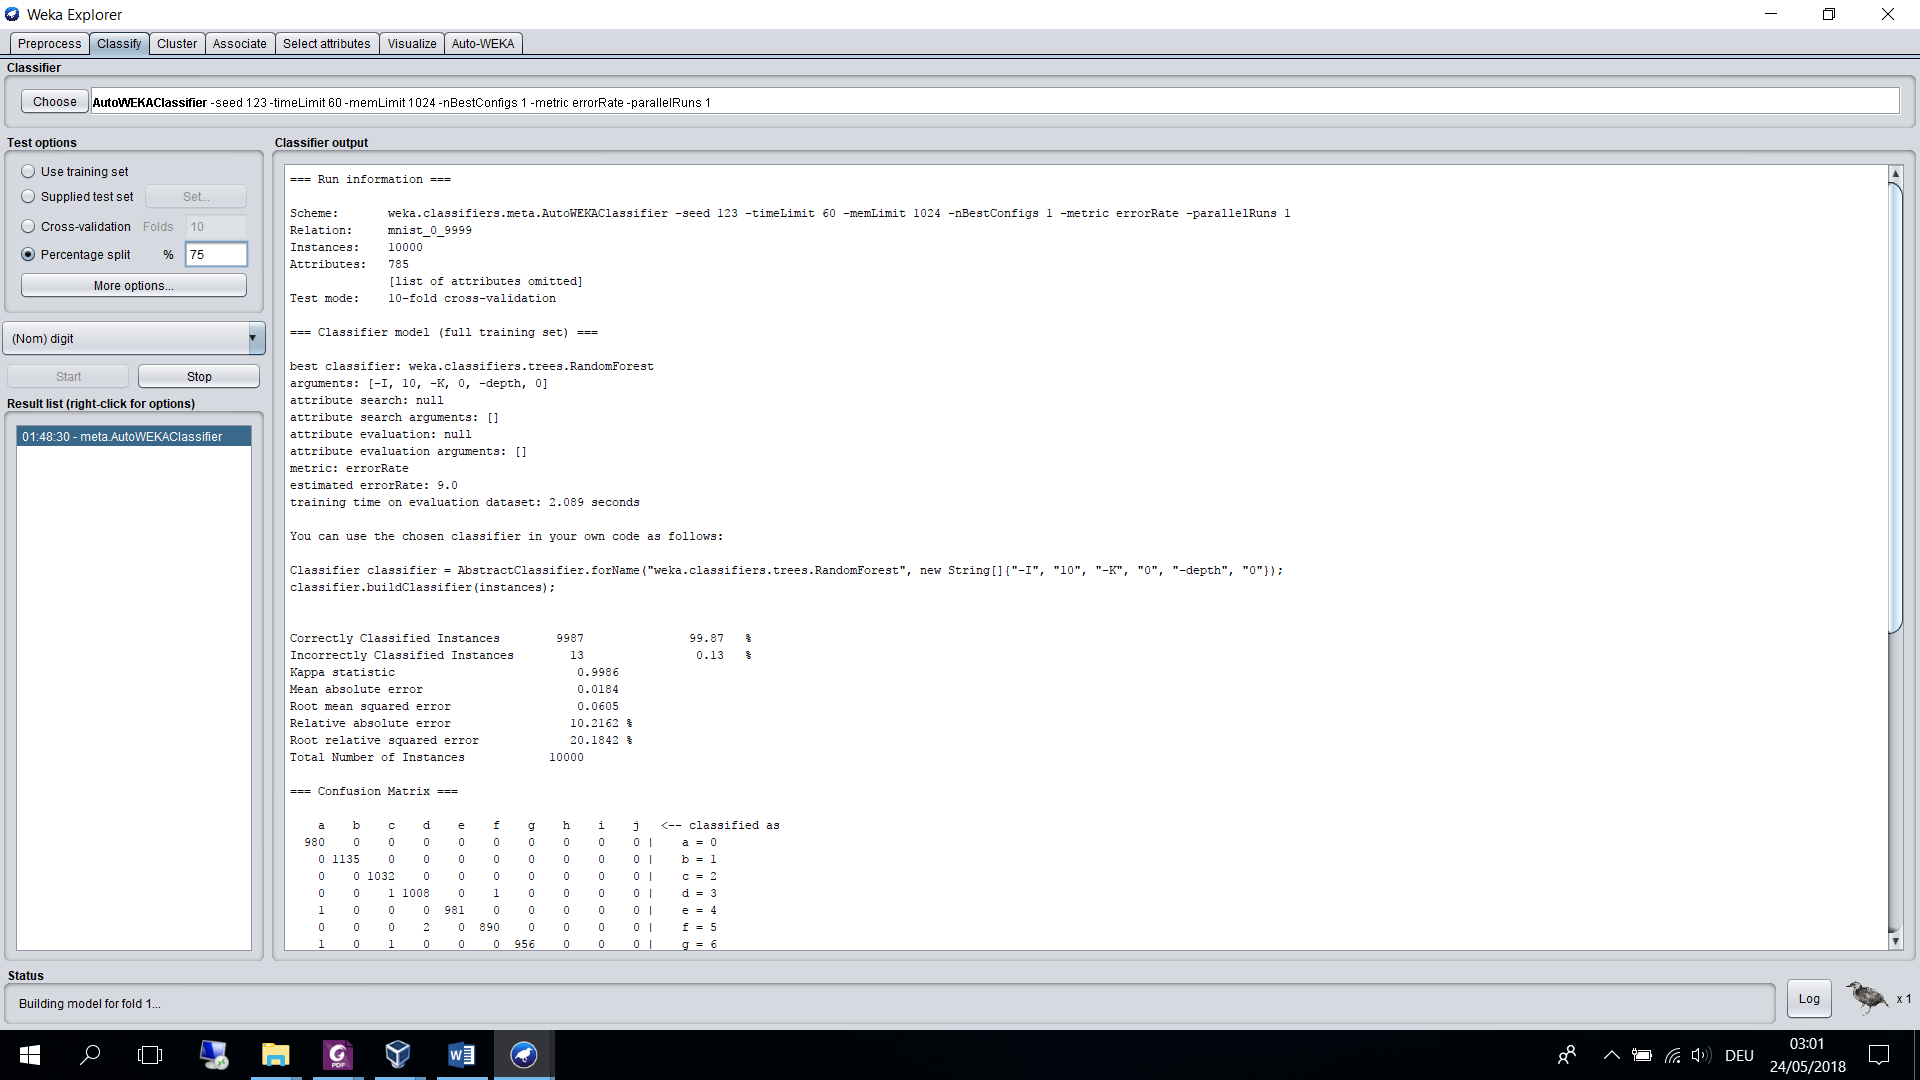 Weka Explorer
Preprocess Classify Cluster Associate Select attributes Visualize Auto-WEKA
Classifier
Choose AutoWEKAClassifier -seed 123 -timeLimit 60 -memLimit 1024 -nBestConfigs 1 -metric errorRate -parallelRuns 1
Test options
Use training set
Supplied test set Set...
Cross-validation Folds 10
Percentage split % 75
More options...
(Nom) digit
Start Stop
Result list (right-click for options)
01:48:30 - meta.AutoWEKAClassifier
Classifier output
=== Run information ===
Scheme: weka.classifiers.meta.AutoWEKAClassifier -seed 123 -timeLimit 60 -memLimit 1024 -nBestConfigs 1 -metric errorRate -parallelRuns 1
Relation: mnist_0_9999
Instances: 10000
Attributes: 785
[list of attributes omitted]
Test mode: 10-fold cross-validation
=== Classifier model (full training set) ===
best classifier: weka.classifiers.trees.RandomForest
arguments: [-I, 10, -K, 0, -depth, 0]
attribute search: null
attribute search arguments: []
attribute evaluation: null
attribute evaluation arguments: []
metric: errorRate
estimated errorRate: 9.0
training time on evaluation dataset: 2.089 seconds
You can use the chosen classifier in your own code as follows:
Classifier classifier = AbstractClassifier.forName("weka.classifiers.trees.RandomForest", new String[]{"-I", "10", "-K", "0", "-depth", "0"});
classifier.buildClassifier(instances);
Correctly Classified Instances 9987 99.87 %
Incorrectly Classified Instances 13 0.13 %
Kappa statistic 0.9986
Mean absolute error 0.0184
Root mean squared error 0.0605
Relative absolute error 10.2162 %
Root relative squared error 20.1842 %
Total Number of Instances 10000
=== Confusion Matrix ===
a b c d e f g h i j <-- classified as
980 0 0 0 0 0 0 0 0 0 | a = 0
0 1135 0 0 0 0 0 0 0 0 | b = 1
0 0 1032 0 0 0 0 0 0 0 | c = 2
0 0 1 1008 0 1 0 0 0 0 | d = 3
1 0 0 0 981 0 0 0 0 0 | e = 4
0 0 0 2 0 890 0 0 0 0 | f = 5
1 0 1 0 0 0 956 0 0 0 | g = 6
Status
Building model for fold 1...
Log
x 1
PDF
DEU
03:01
24/05/2018